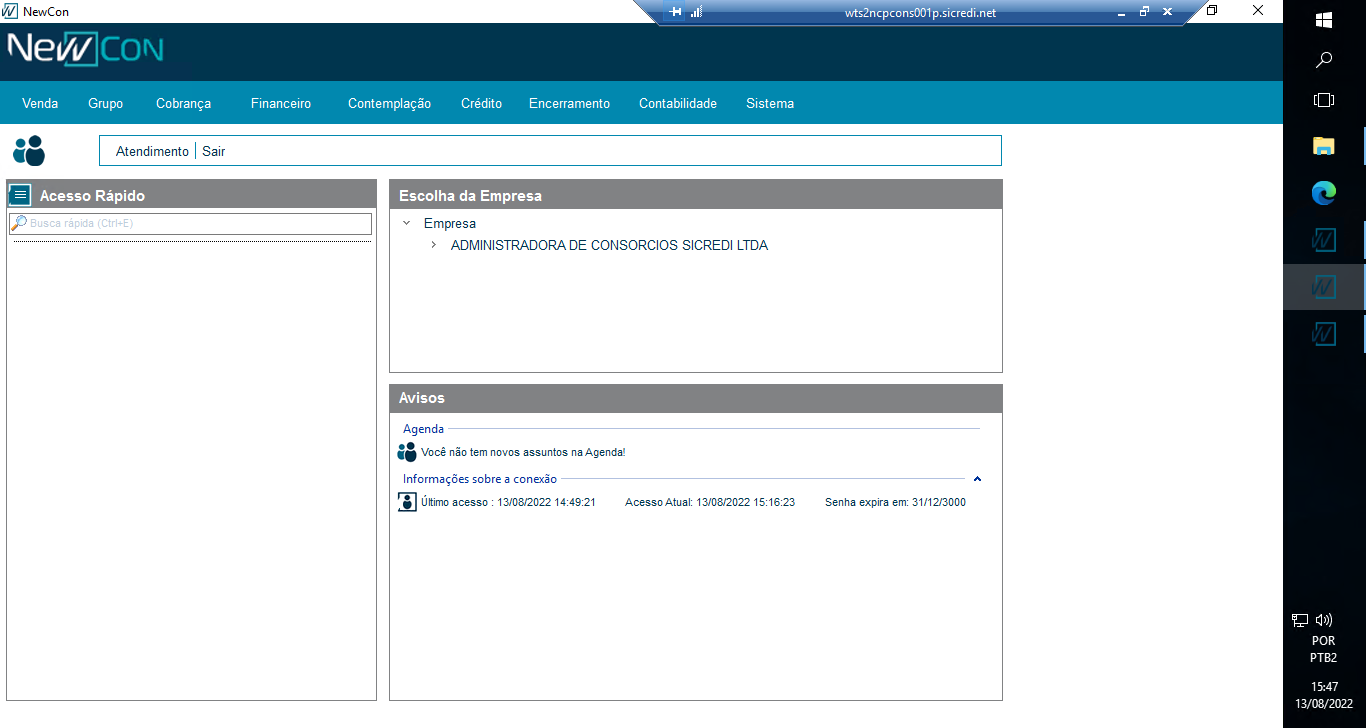 NewCon
wts2ncpcons001p.sicredi.net
NewCon
Venda Grupo Cobrança Financeiro Contemplação Crédito Encerramento Contabilidade Sistema
Atendimento Sair
Acesso Rápido
Busca rápida (Ctrl+E)
Escolha da Empresa
Empresa
ADMINISTRADORA DE CONSORCIOS SICREDI LTDA
Avisos
Agenda
Você não tem novos assuntos na Agenda!
Informações sobre a conexão
Último acesso : 13/08/2022 14:49:21 Acesso Atual: 13/08/2022 15:16:23 Senha expira em: 31/12/3000
POR
PTB2
15:47
13/08/2022